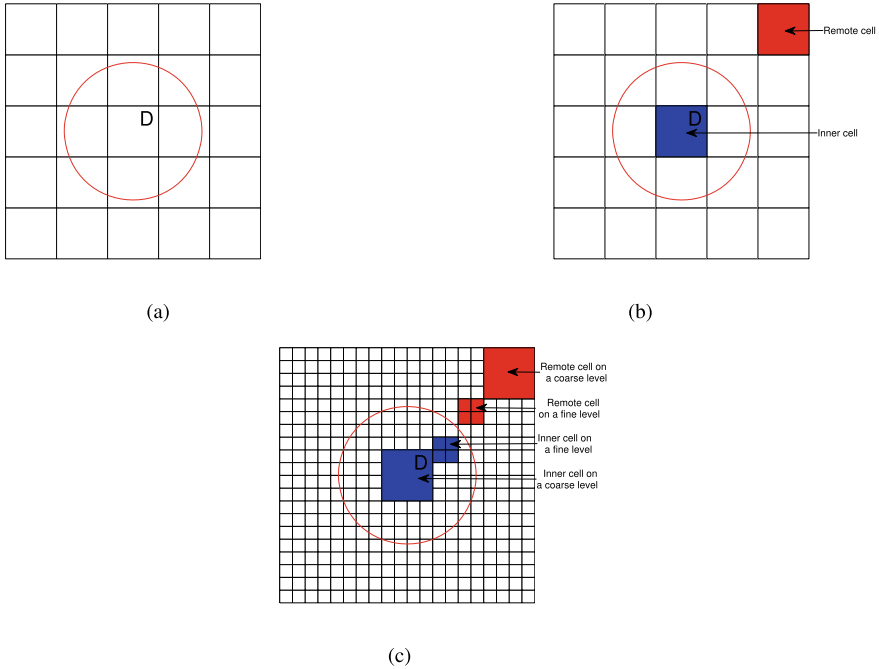 D
D
Remote cell
Inner cell
(a)
(b)
Remote cell on
a coarse level
Remote cell
on a fine level
Inner cell on
a fine level
D
Inner cell on
a coarse level
(c)